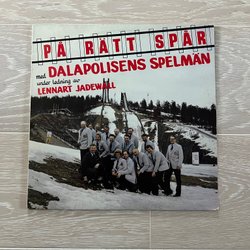 PÅ RÄTT SPÅR
med DALAPOLISENS SPELMÄN
under ledning av
LENNART JADEWALL